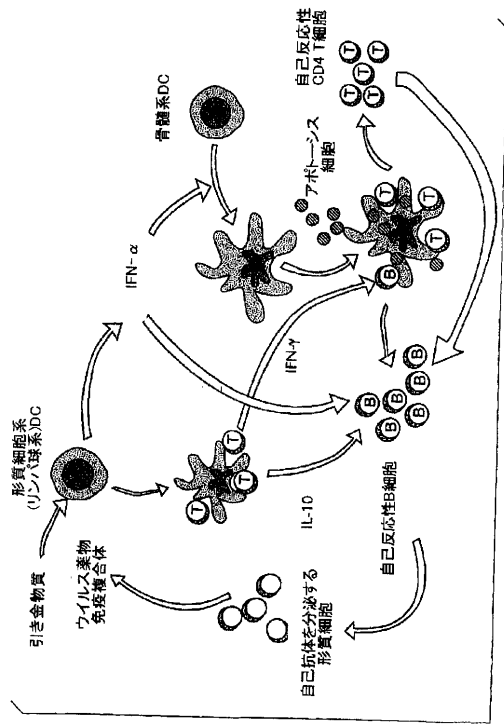 引き金物質
形質細胞系
(リンパ球系)DC
IFN-α
骨髄系DC
ウイルス薬物
免疫複合体
T
T
T
IFN-γ
アポトーシス
細胞
IL-10
B
T
T
自己反応性
CD4 T細胞
T
T
T
T
T
B
B
B
B
B
B
自己反応性B細胞
自己抗体を分泌する
形質細胞